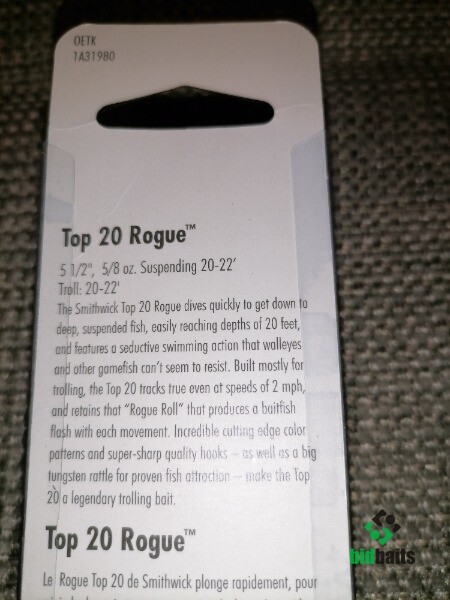 OETK
1A31980
Top 20 Rogue™
5 1/2", 5/8 oz. Suspending 20-22'
Troll: 20-22'
The Smithwick Top 20 Rogue dives quickly to get down to
deep, suspended fish, easily reaching depths of 20 feet,
and features a seductive swimming action that walleyes
and other gamefish can't seem to resist. Built mostly for
trolling, the Top 20 tracks true even at speeds of 2 mph,
and retains that "Rogue Roll" that produces a baitfish
flash with each movement. Incredible cutting edge color
patterns and super-sharp quality hooks – as well as a big
tungsten rattle for proven fish attraction – make the Top
20 a legendary trolling bait.
Top 20 Rogue™
Le Rogue Top 20 de Smithwick plonge rapidement, pour
bidbaits